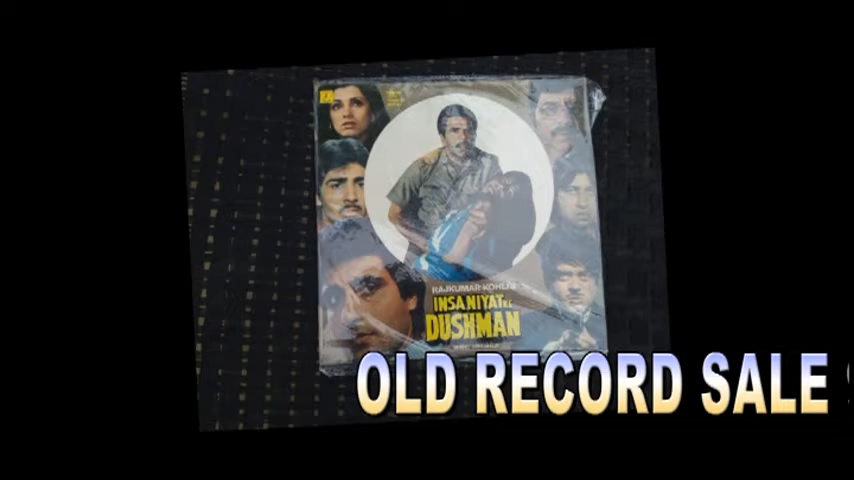 RAJKUMAR KOHLI'S
INSANIYAT KE
DUSHMAN
OLD RECORD SALE